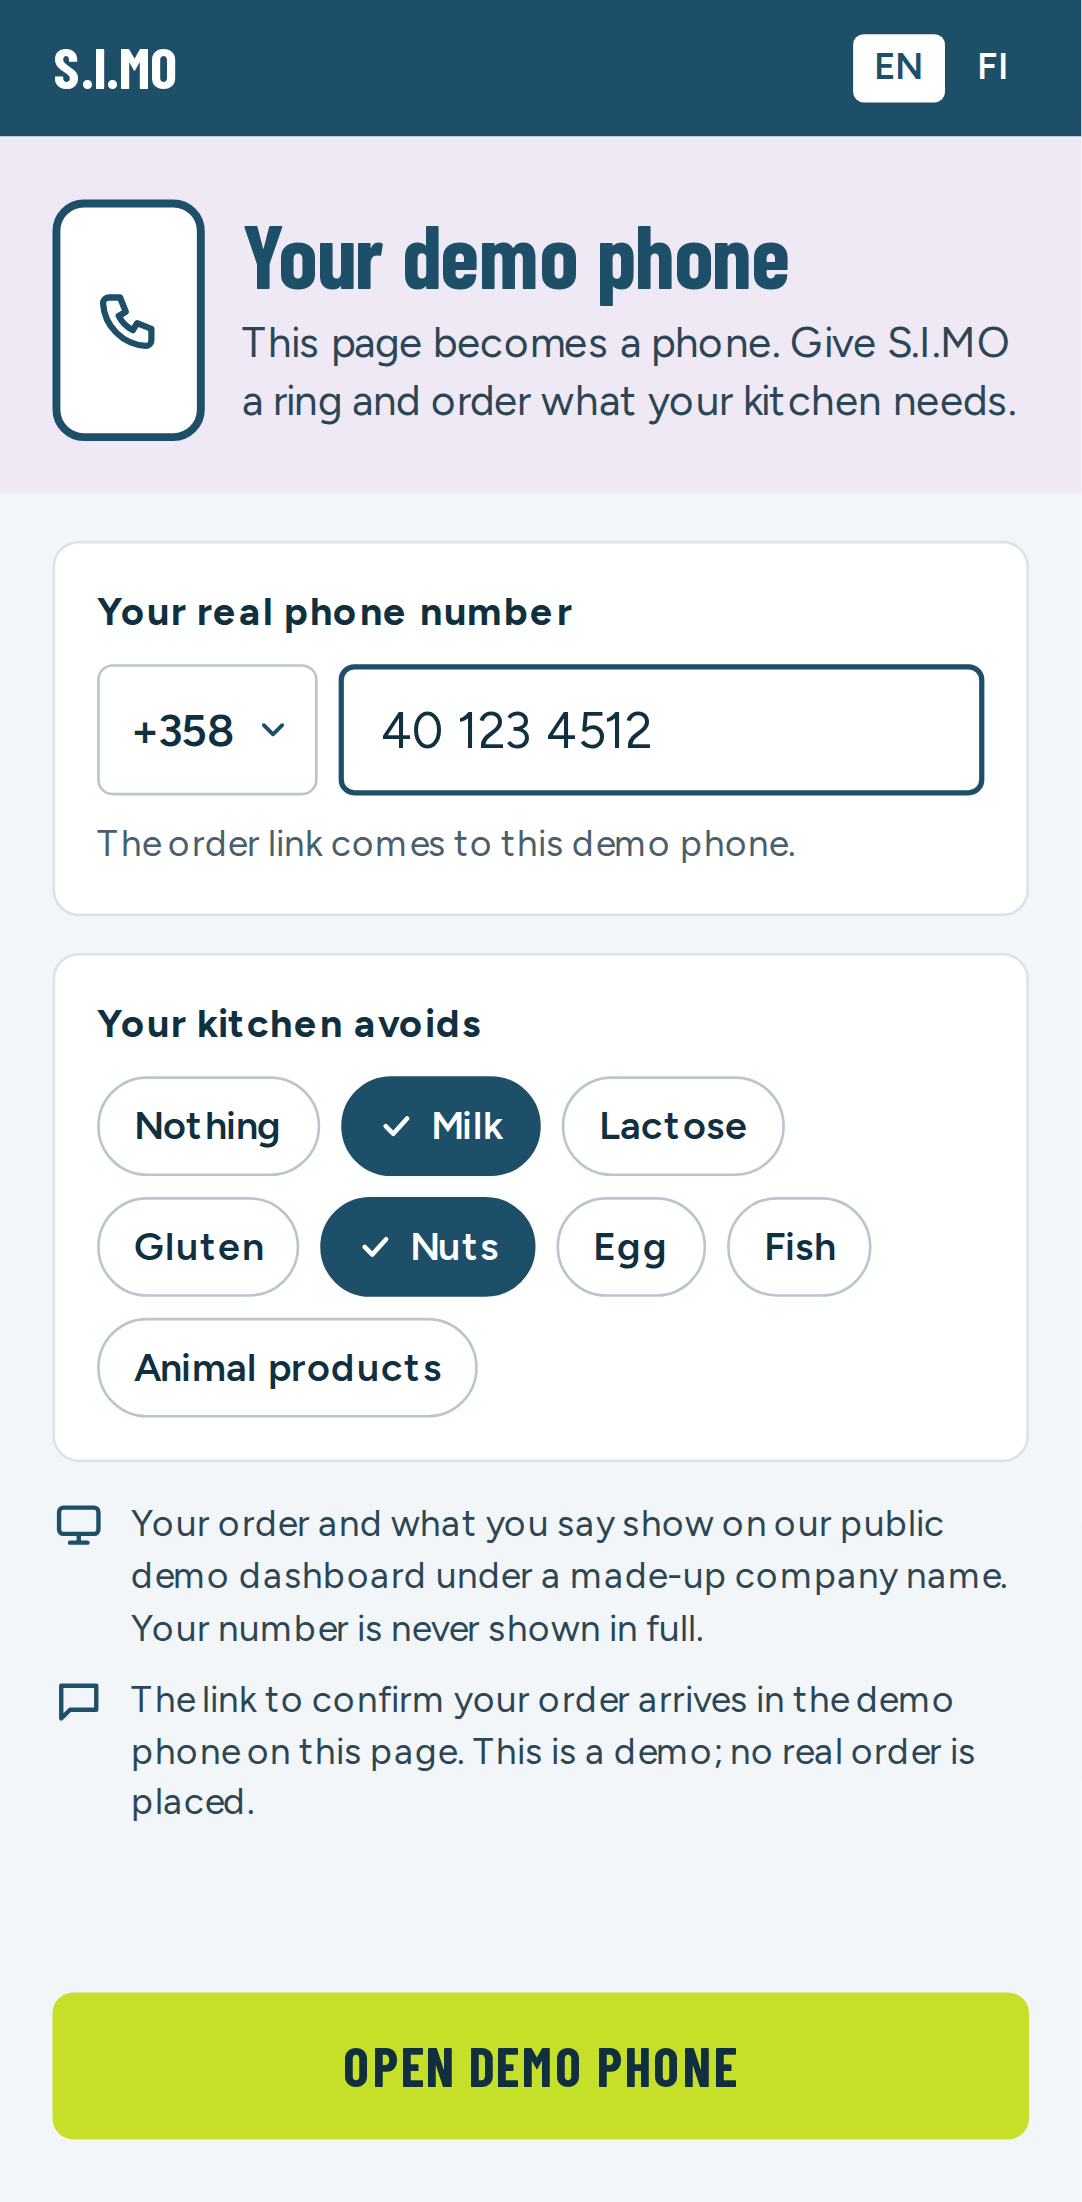 S.I.MO
EN FI
Your demo phone
This page becomes a phone. Give S.I.MO
a ring and order what your kitchen needs.
Your real phone number
+358 40 123 4512
The order link comes to this demo phone.
Your kitchen avoids
Nothing Milk Lactose
Gluten Nuts Egg Fish
Animal products
Your order and what you say show on our public
demo dashboard under a made-up company name.
Your number is never shown in full.
The link to confirm your order arrives in the demo
phone on this page. This is a demo; no real order is
placed.
OPEN DEMO PHONE